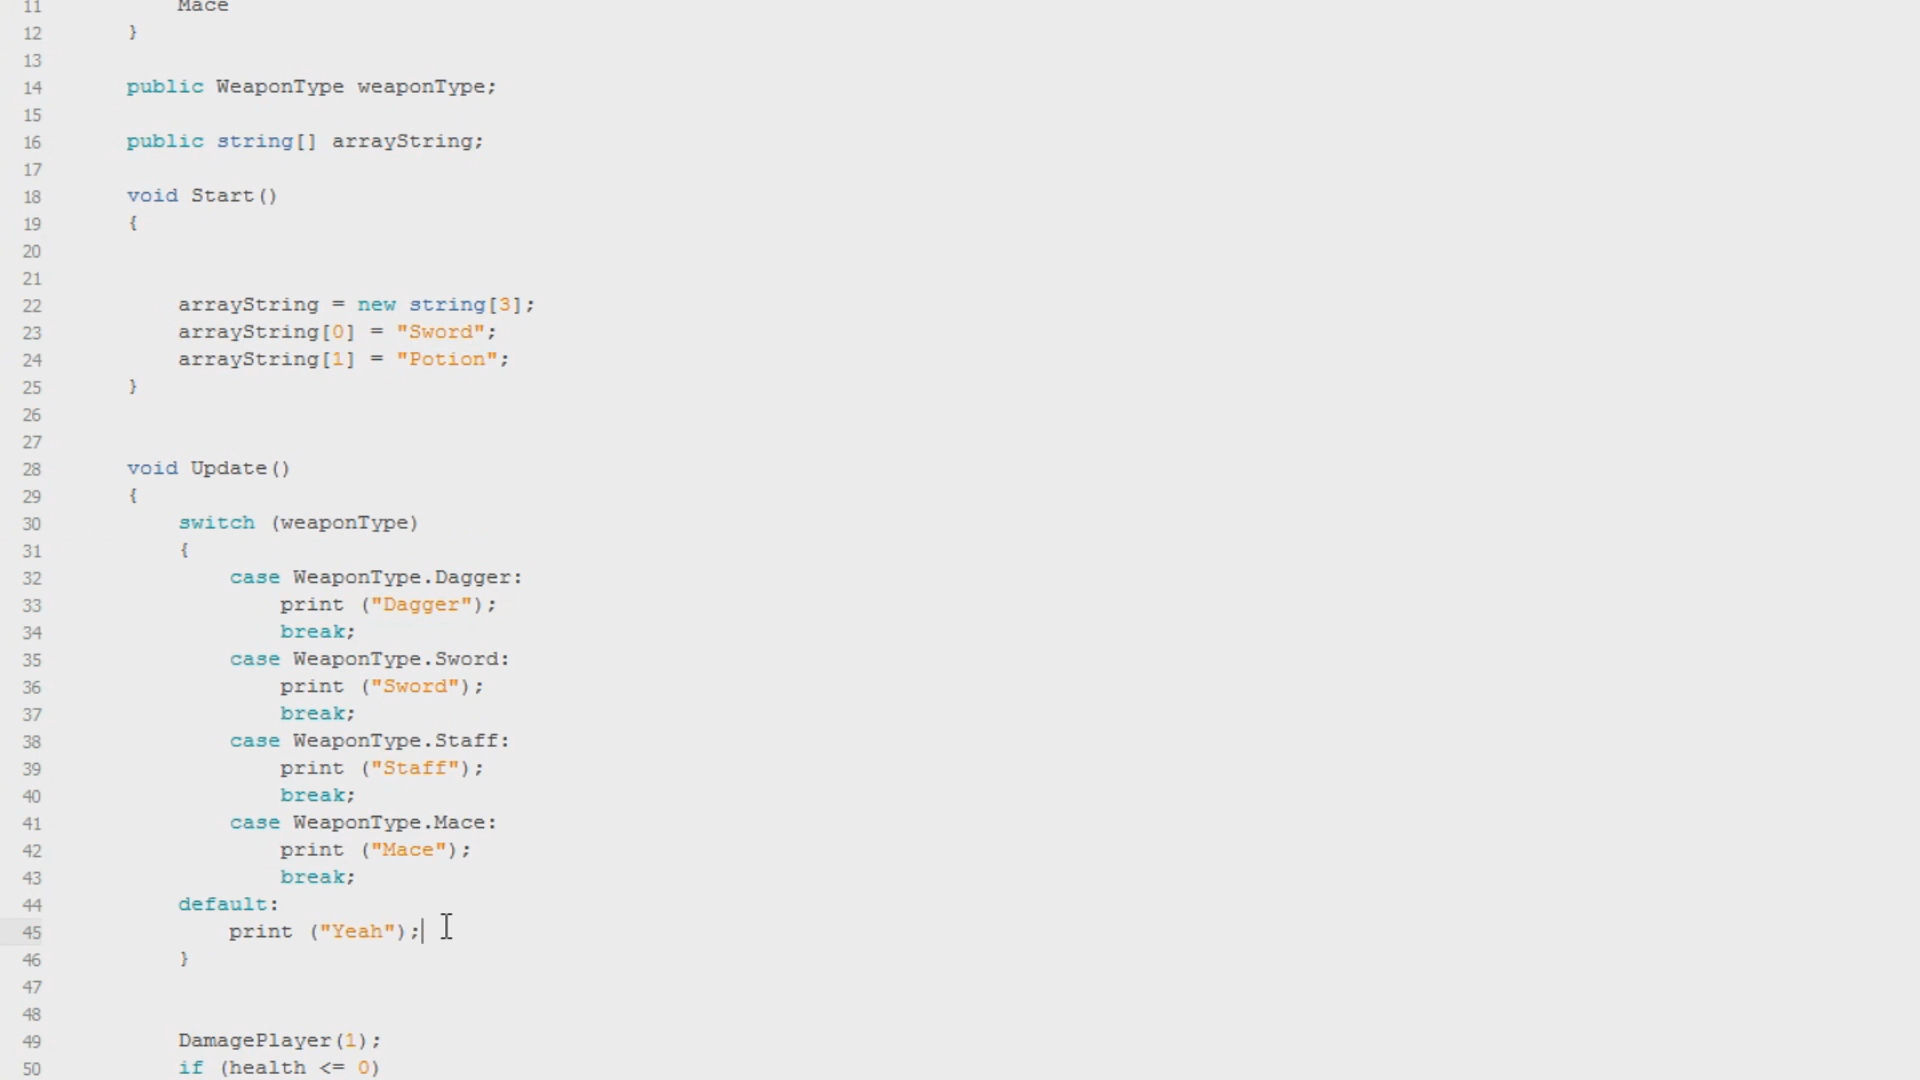 11 Mace
12 }
13
14 public WeaponType weaponType;
15
16 public string[] arrayString;
17
18 void Start()
19 {
20
21
22 arrayString = new string[3];
23 arrayString[0] = "Sword";
24 arrayString[1] = "Potion";
25 }
26
27
28 void Update()
29 {
30 switch (weaponType)
31 {
32 case WeaponType.Dagger:
33 print ("Dagger");
34 break;
35 case WeaponType.Sword:
36 print ("Sword");
37 break;
38 case WeaponType.Staff:
39 print ("Staff");
40 break;
41 case WeaponType.Mace:
42 print ("Mace");
43 break;
44 default:
45 print ("Yeah");
46 }
47
48
49 DamagePlayer(1);
50 if (health <= 0)